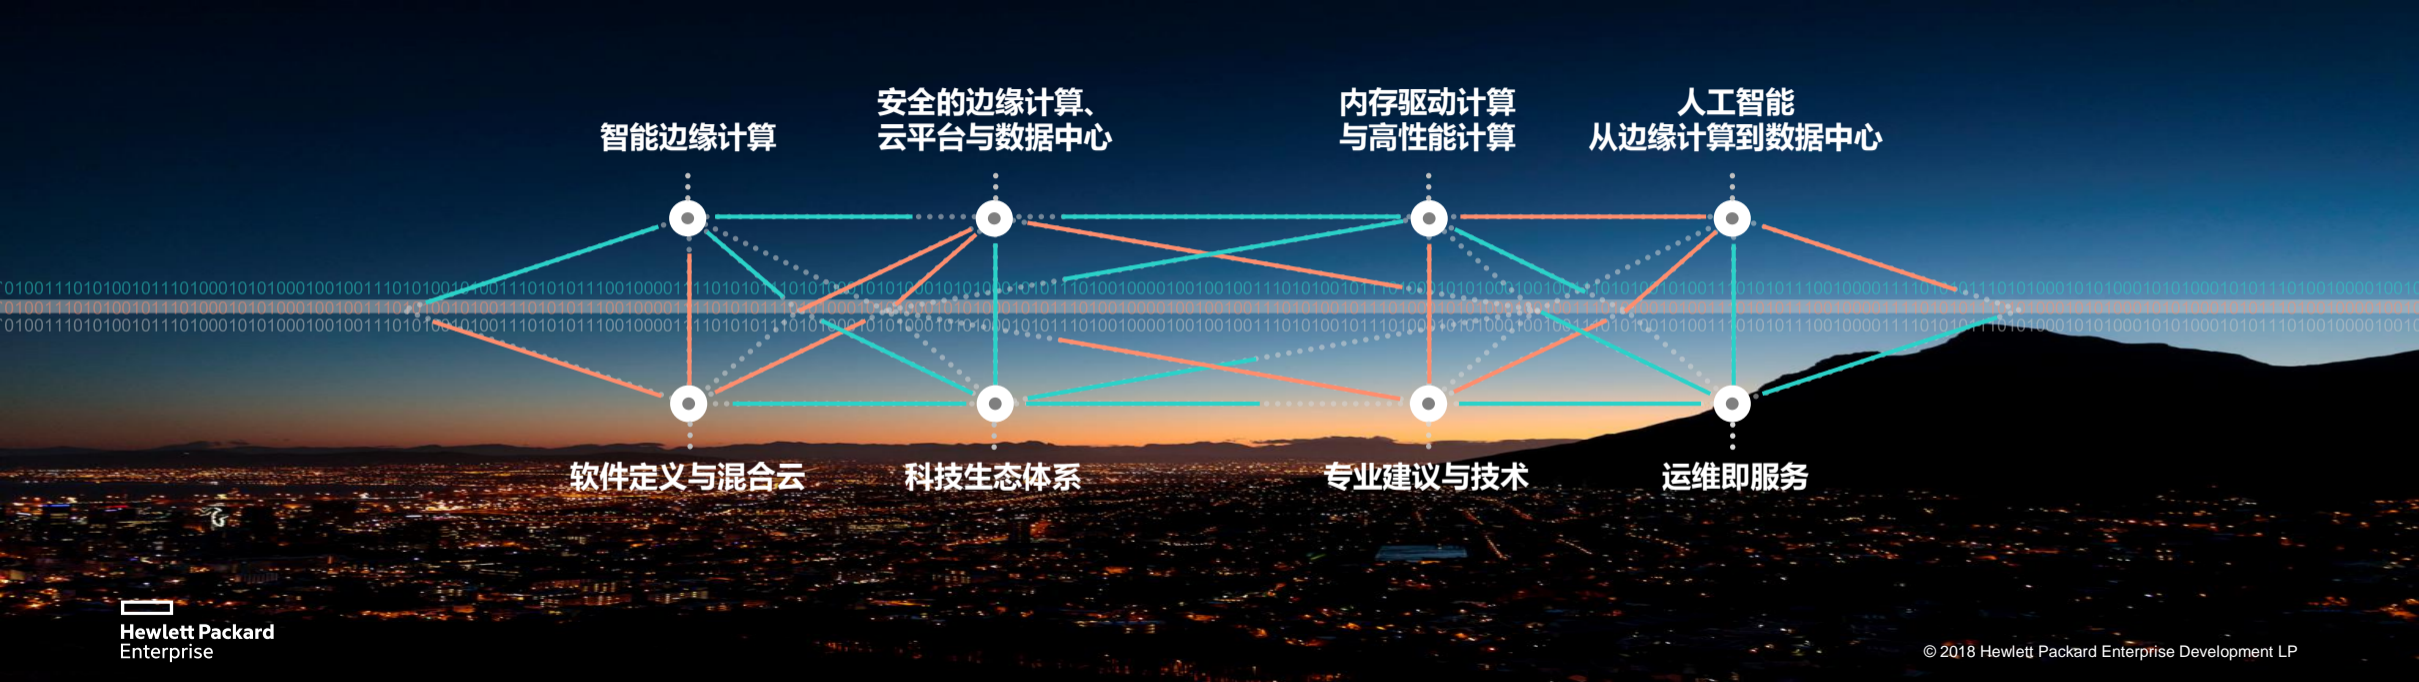 智能边缘计算
安全的边缘计算、
云平台与数据中心
内存驱动计算
与高性能计算
人工智能
从边缘计算到数据中心
软件定义与混合云
科技生态体系
专业建议与技术
运维即服务
Hewlett Packard
Enterprise
© 2018 Hewlett Packard Enterprise Development LP